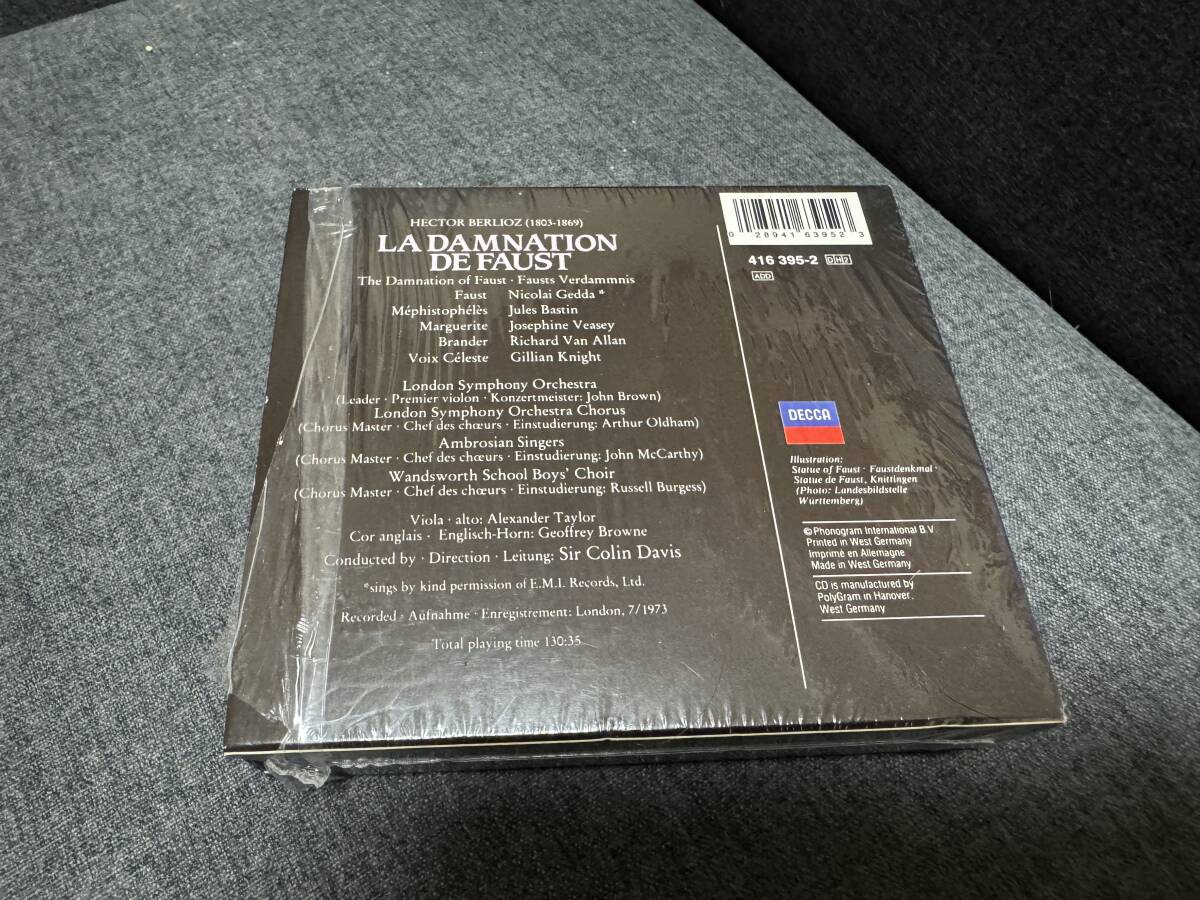 HECTOR BERLIOZ (1803-1869)
LA DAMNATION
DE FAUST
The Damnation of Faust · Fausts Verdammnis
Faust Nicolai Gedda *
Méphistophélès Jules Bastin
Marguerite Josephine Veasey
Brander Richard Van Allan
Voix Céleste Gillian Knight
London Symphony Orchestra
(Leader · Premier violon · Konzertmeister: John Brown)
London Symphony Orchestra Chorus
(Chorus Master · Chef des chœurs · Einstudierung: Arthur Oldham)
Ambrosian Singers
(Chorus Master · Chef des chœurs · Einstudierung: John McCarthy)
Wandsworth School Boys' Choir
(Chorus Master · Chef des chœurs · Einstudierung: Russell Burgess)
Viola · alto: Alexander Taylor
Cor anglais · Englisch-Horn: Geoffrey Browne
Conducted by · Direction · Leitung: Sir Colin Davis
*sings by kind permission of E.M.I. Records, Ltd.
Recorded · Aufnahme · Enregistrement: London, 7/1973
Total playing time 130:35
0 28941 63952 3
416 395-2 DH2
ADD
DECCA
Illustration:
Statue of Faust · Faustdenkmal ·
Statue de Faust, Knittingen
(Photo: Landesbildstelle
Württemberg)
© Phonogram International B.V.
Printed in West Germany
Imprimé en Allemagne
Made in West Germany
CD is manufactured by
PolyGram in Hanover,
West Germany